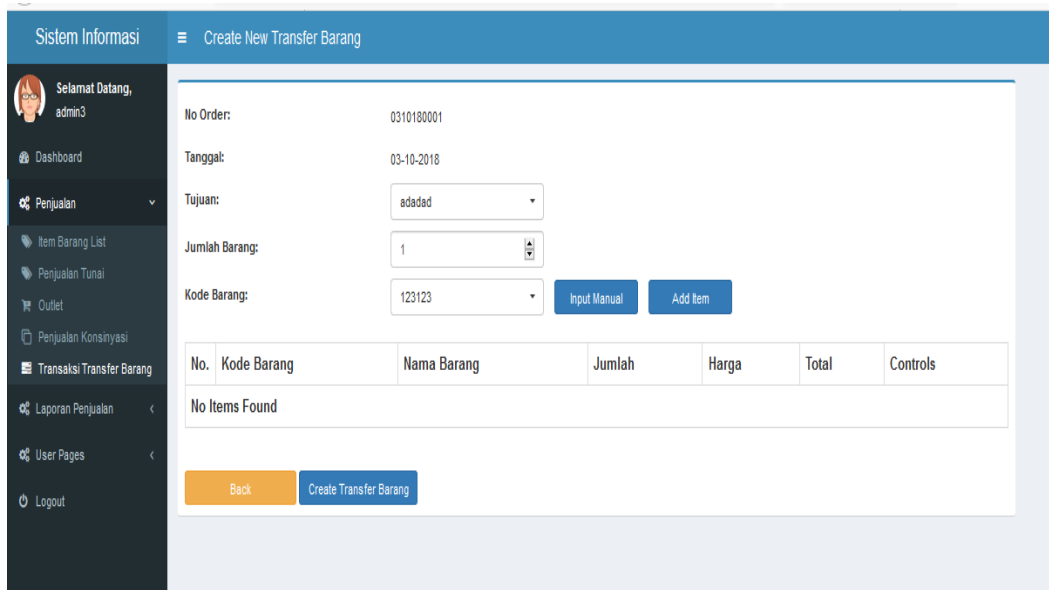 Sistem Informasi
Create New Transfer Barang
Selamat Datang,
admin3
Dashboard
Penjualan
Item Barang List
Penjualan Tunai
Outlet
Penjualan Konsinyasi
Transaksi Transfer Barang
Laporan Penjualan
User Pages
Logout
No Order: 0310180001
Tanggal: 03-10-2018
Tujuan: adadad
Jumlah Barang: 1
Kode Barang: 123123 Input Manual Add Item
No. Kode Barang Nama Barang Jumlah Harga Total Controls
No Items Found
Back Create Transfer Barang